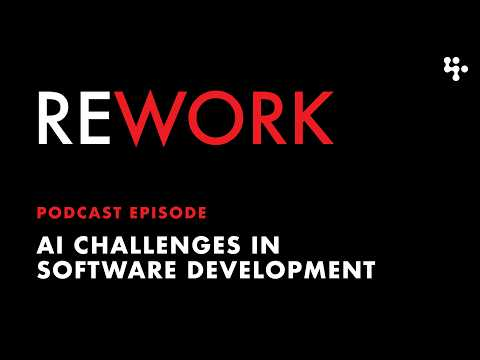 REWORK
PODCAST EPISODE
AI CHALLENGES IN
SOFTWARE DEVELOPMENT